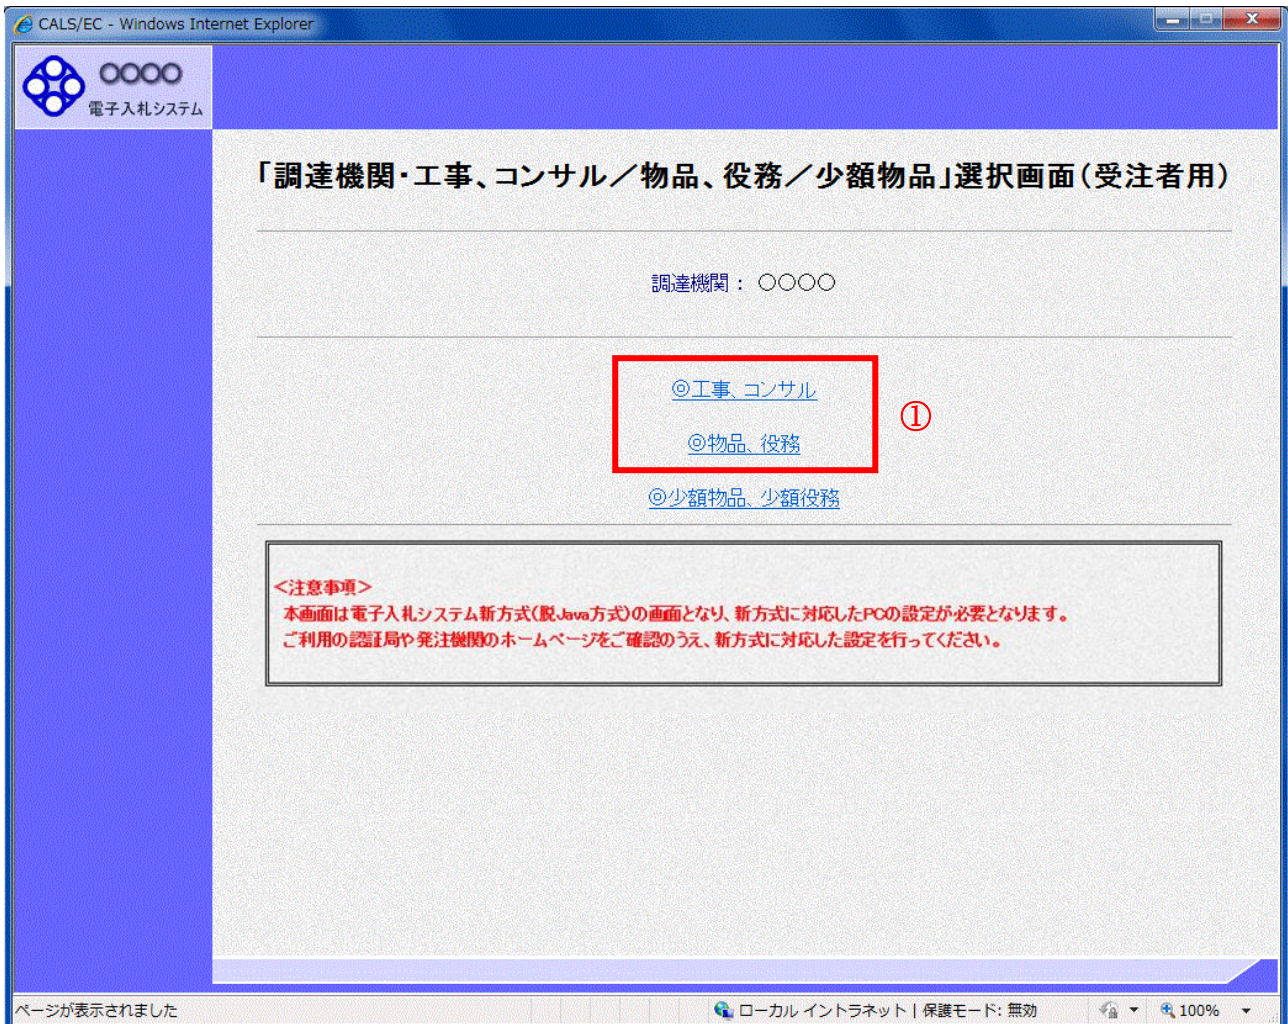 CALS/EC - Windows Internet Explorer
○○○○
電子入札システム
「調達機関・工事、コンサル／物品、役務／少額物品」選択画面（受注者用）
調達機関： ○○○○
◎工事、コンサル
①
◎物品、役務
◎少額物品、少額役務
＜注意事項＞
本画面は電子入札システム新方式(脱Java方式)の画面となり、新方式に対応したPCの設定が必要となります。
ご利用の認証局や発注機関のホームページをご確認のうえ、新方式に対応した設定を行ってください。
ページが表示されました
ローカル イントラネット | 保護モード: 無効
100%